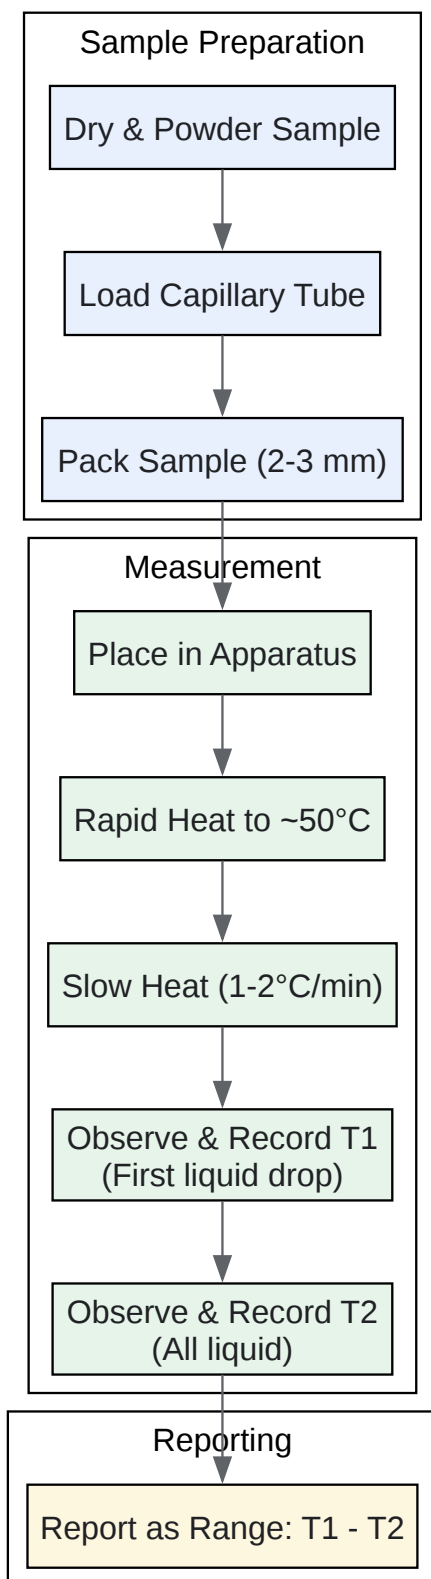 Sample Preparation
Dry & Powder Sample
Load Capillary Tube
Pack Sample (2-3 mm)
Measurement
Place in Apparatus
Rapid Heat to ~50°C
Slow Heat (1-2°C/min)
Observe & Record T1
(First liquid drop)
Observe & Record T2
(All liquid)
Reporting
Report as Range: T1 - T2